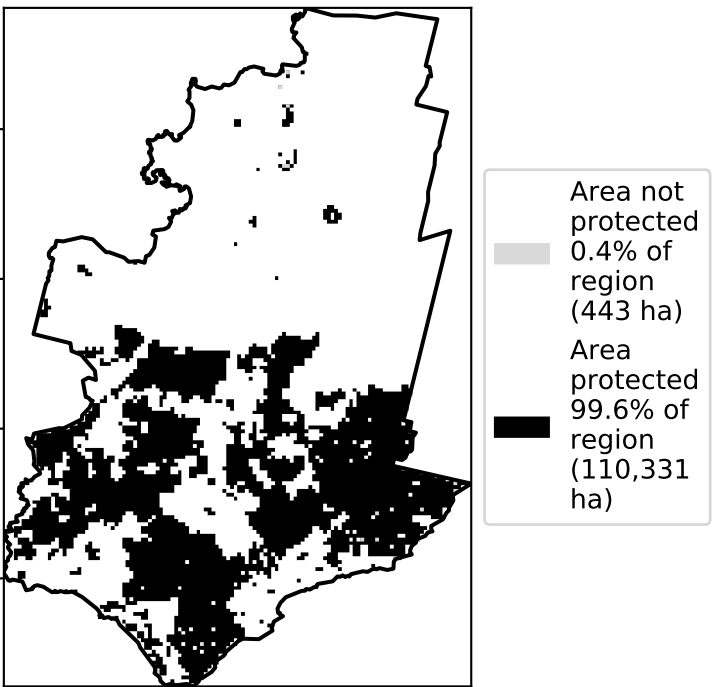 Area not
protected
0.4% of
region
(443 ha)
Area
protected
99.6% of
region
(110,331
ha)